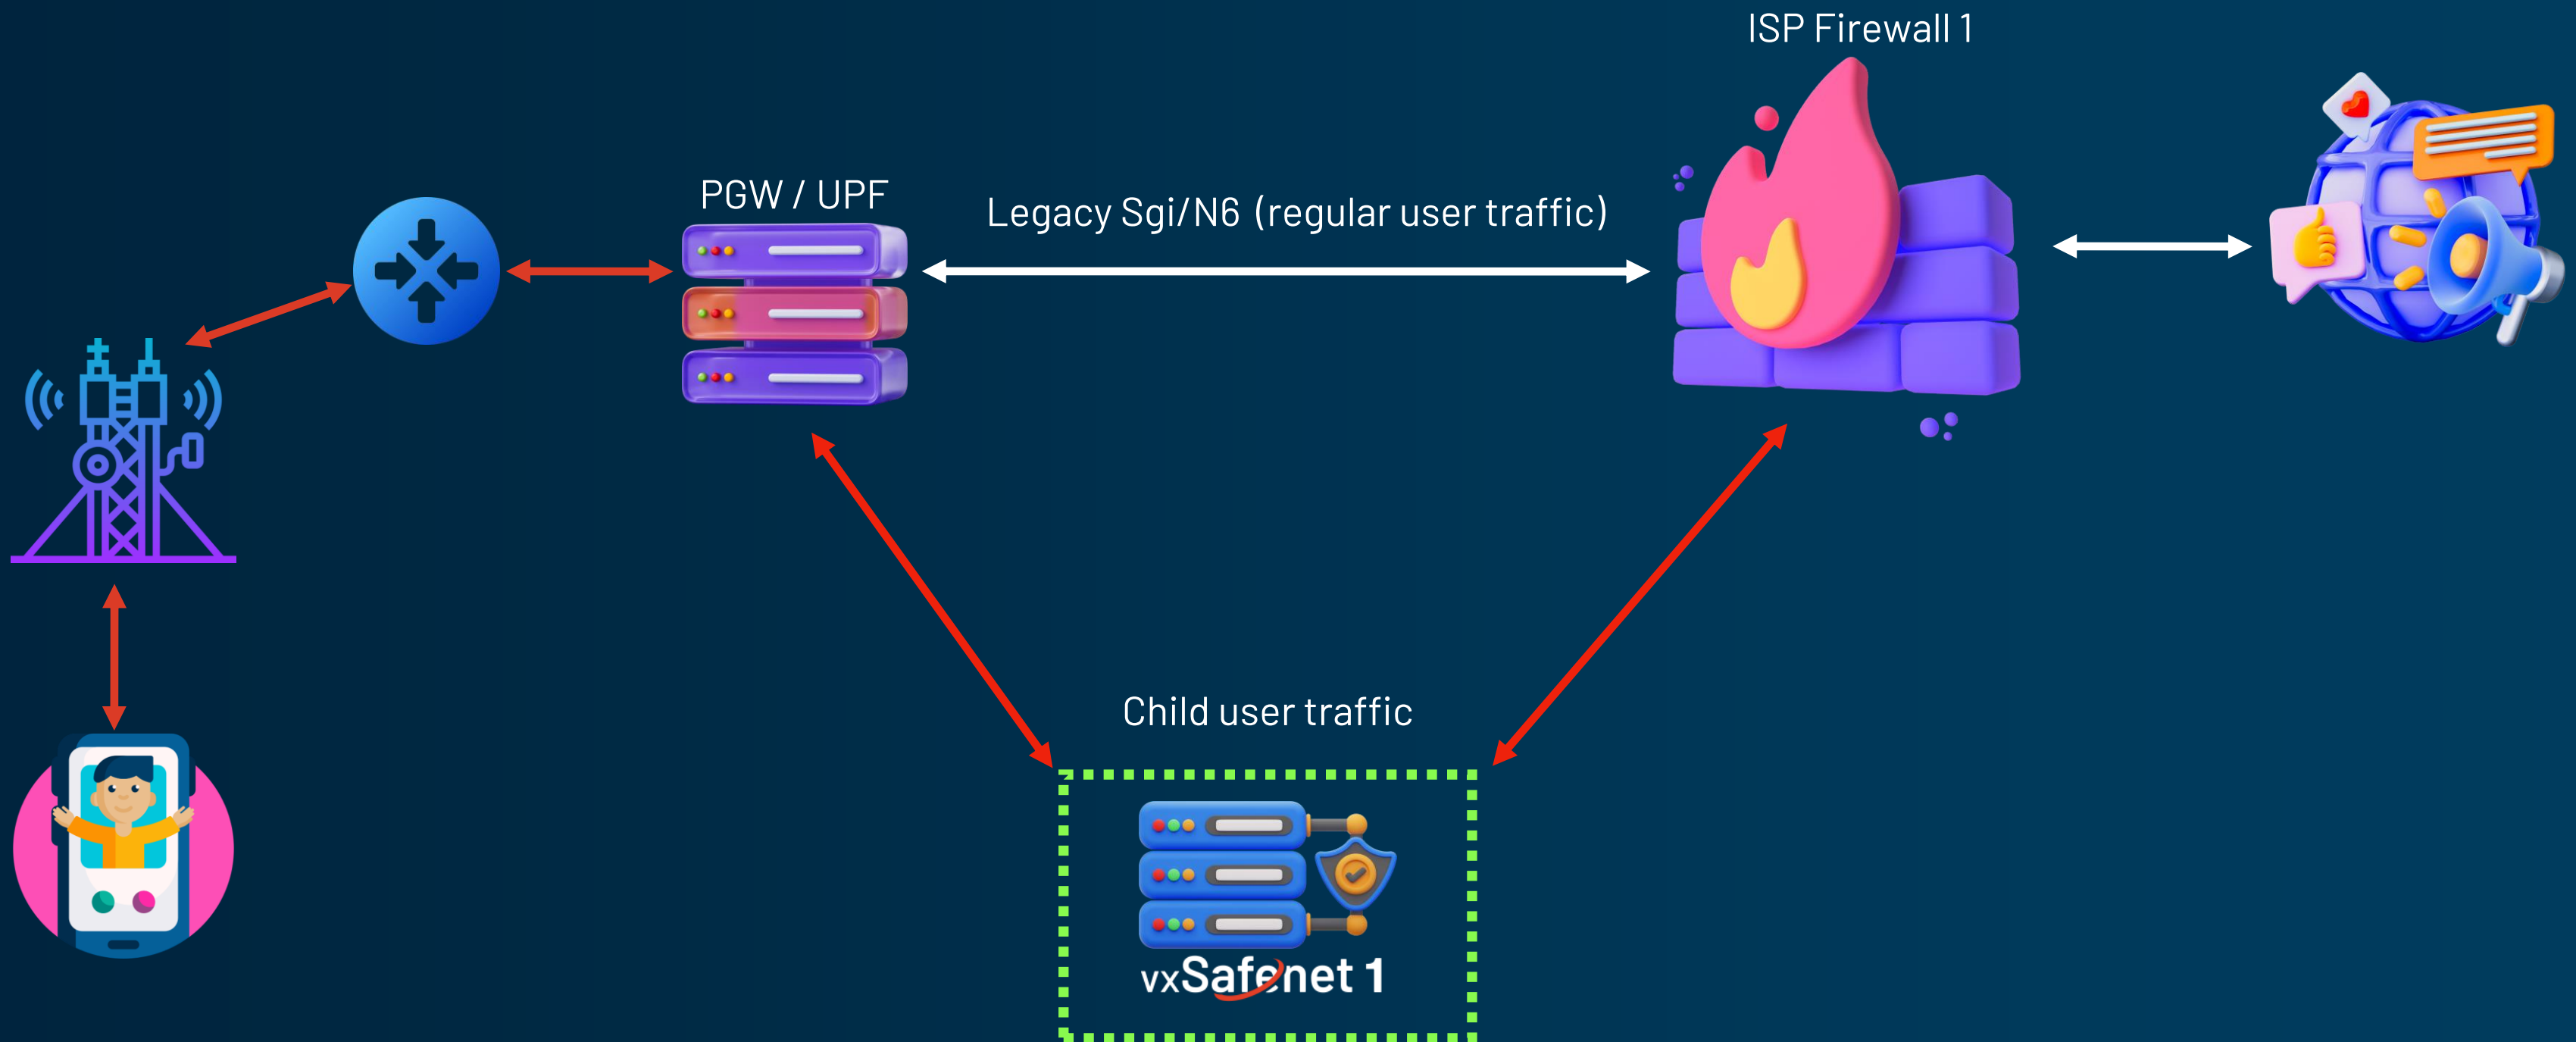 ISP Firewall 1
PGW / UPF
Legacy Sgi/N6 (regular user traffic)
Child user traffic
vxSafenet 1